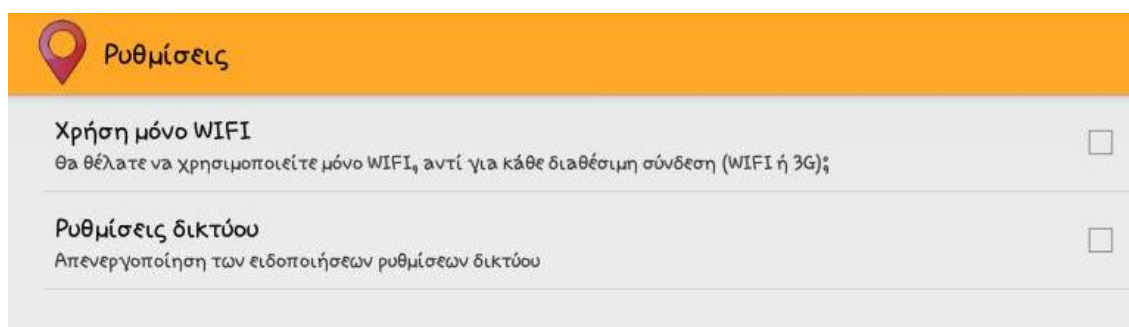 Ρυθμίσεις
Χρήση μόνο WIFI
Θα θέλατε να χρησιμοποιείτε μόνο WIFI, αντί για κάθε διαθέσιμη σύνδεση (WIFI ή 3G);
Ρυθμίσεις δικτύου
Απενεργοποίηση των ειδοποιήσεων ρυθμίσεων δικτύου